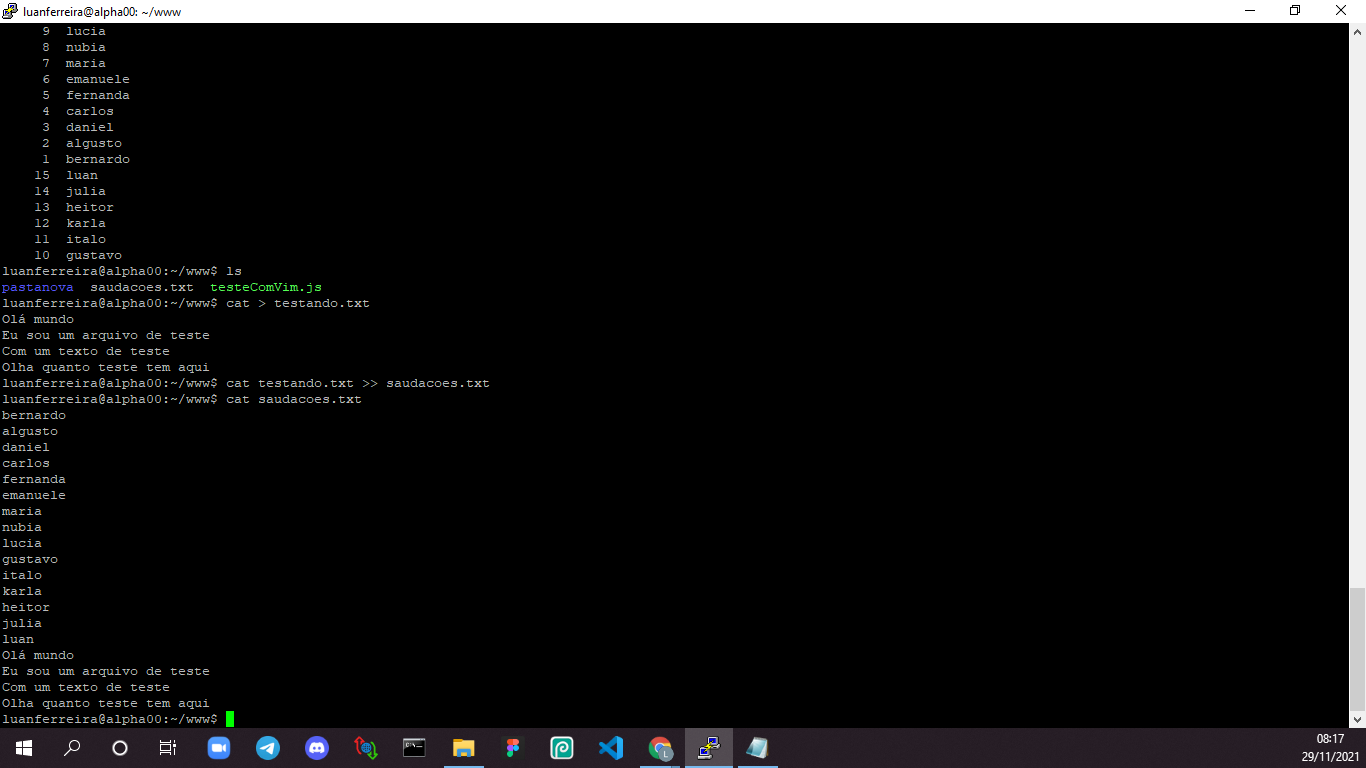 luanferreira@alpha00: ~/www
9 lucia
8 nubia
7 maria
6 emanuele
5 fernanda
4 carlos
3 daniel
2 algusto
1 bernardo
15 luan
14 julia
13 heitor
12 karla
11 italo
10 gustavo
luanferreira@alpha00:~/www$ ls
pastanova saudacoes.txt testeComVim.js
luanferreira@alpha00:~/www$ cat > testando.txt
Olá mundo
Eu sou um arquivo de teste
Com um texto de teste
Olha quanto teste tem aqui
luanferreira@alpha00:~/www$ cat testando.txt >> saudacoes.txt
luanferreira@alpha00:~/www$ cat saudacoes.txt
bernardo
algusto
daniel
carlos
fernanda
emanuele
maria
nubia
lucia
gustavo
italo
karla
heitor
julia
luan
Olá mundo
Eu sou um arquivo de teste
Com um texto de teste
Olha quanto teste tem aqui
luanferreira@alpha00:~/www$
L
08:17
29/11/2021